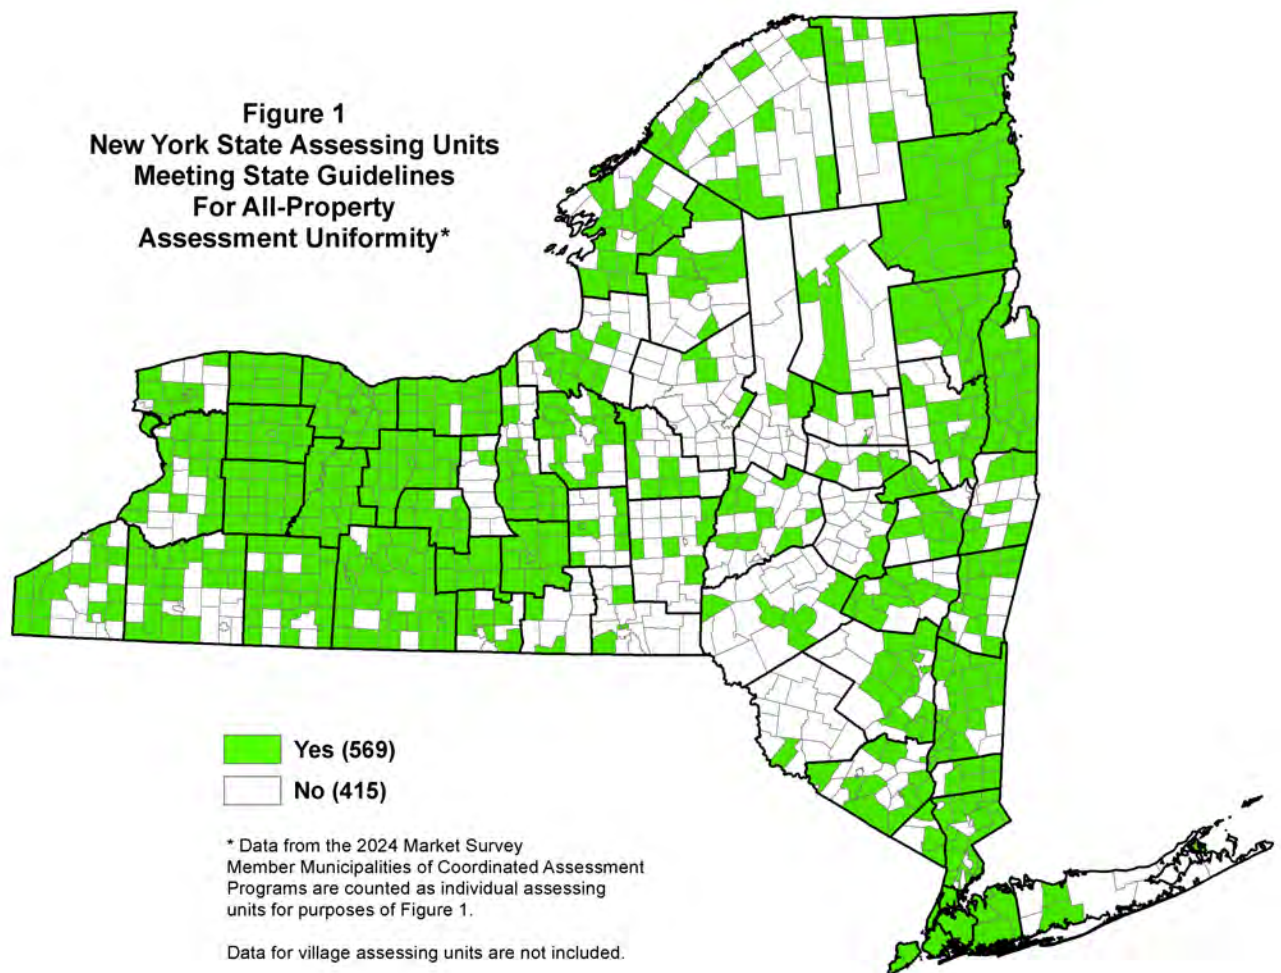 Figure 1
New York State Assessing Units
Meeting State Guidelines
For All-Property
Assessment Uniformity*
Yes (569)
No (415)
* Data from the 2024 Market Survey
Member Municipalities of Coordinated Assessment
Programs are counted as individual assessing
units for purposes of Figure 1.
Data for village assessing units are not included.